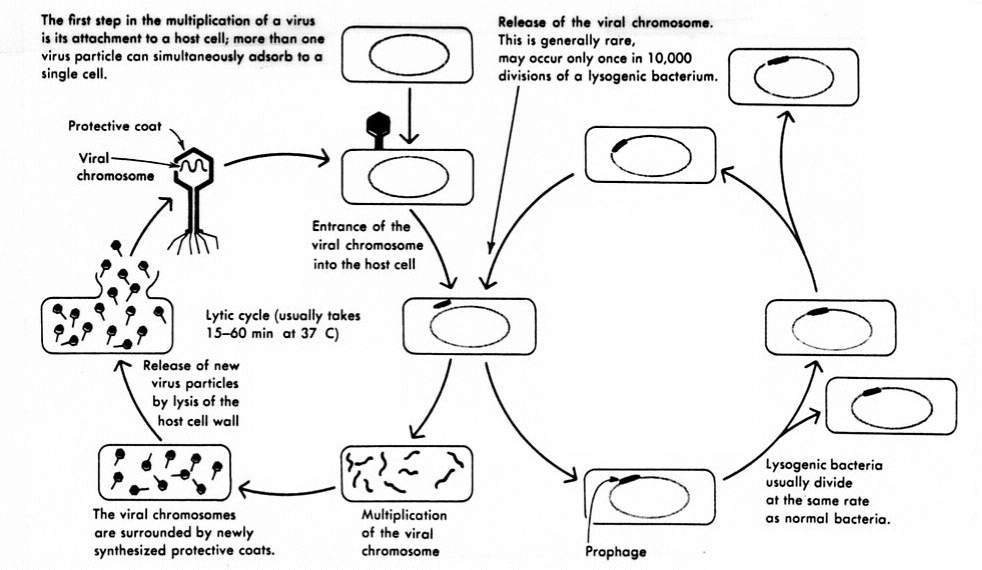 The first step in the multiplication of a virus
is its attachment to a host cell; more than one
virus particle can simultaneously adsorb to a
single cell.
Release of the viral chromosome.
This is generally rare,
may occur only once in 10,000
divisions of a lysogenic bacterium.
Protective coat
Viral
chromosome
Entrance of the
viral chromosome
into the host cell
Lytic cycle (usually takes
15–60 min at 37 C)
Release of new
virus particles
by lysis of the
host cell wall
The viral chromosomes
are surrounded by newly
synthesized protective coats.
Multiplication
of the viral
chromosome
Prophage
Lysogenic bacteria
usually divide
at the same rate
as normal bacteria.